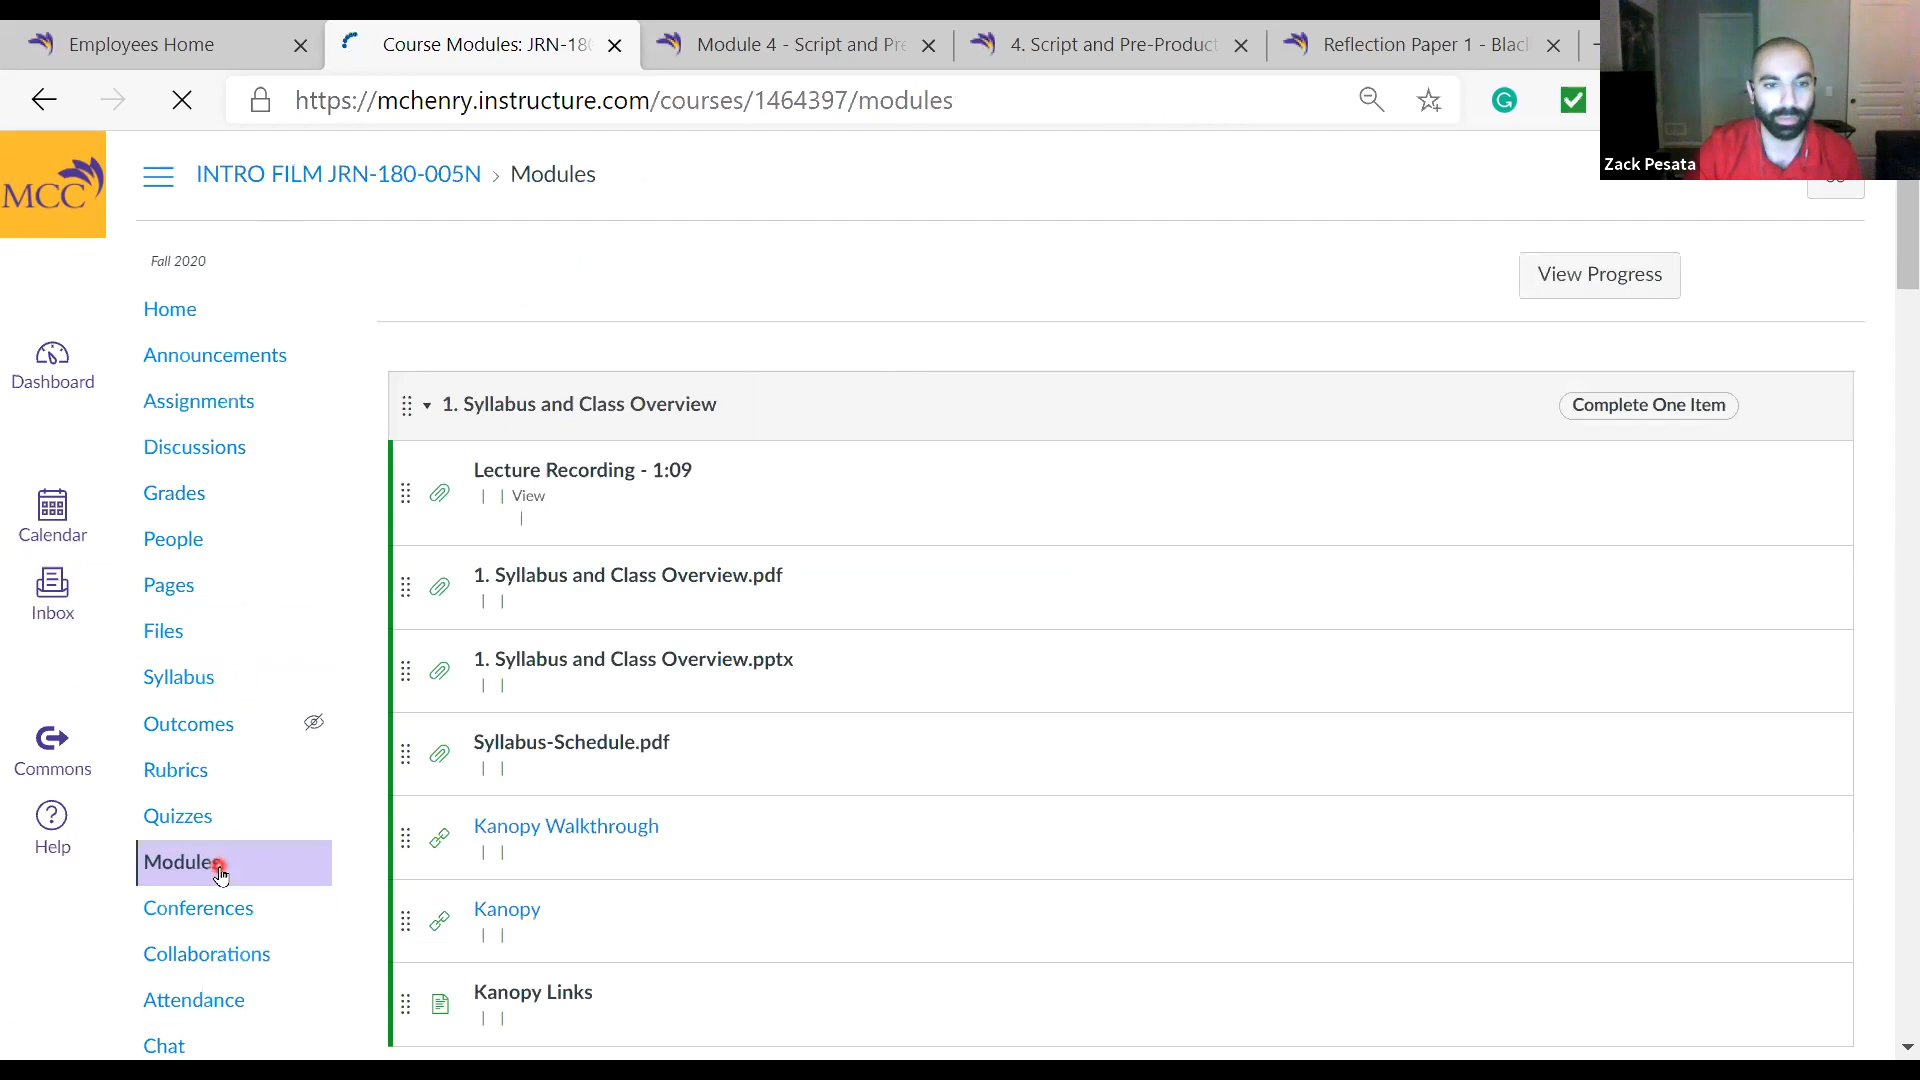 Employees Home
Course Modules: JRN-18
Module 4 - Script and Pre
4. Script and Pre-Product
Reflection Paper 1 - Blac
https://mchenry.instructure.com/courses/1464397/modules
Zack Pesata
MCC
INTRO FILM JRN-180-005N › Modules
Fall 2020
View Progress
Home
Announcements
Assignments
Discussions
Grades
People
Pages
Files
Syllabus
Outcomes
Rubrics
Quizzes
Modules
Conferences
Collaborations
Attendance
Chat
Dashboard
Calendar
Inbox
Commons
Help
1. Syllabus and Class Overview
Complete One Item
Lecture Recording - 1:09
| | View
|
1. Syllabus and Class Overview.pdf
| |
1. Syllabus and Class Overview.pptx
| |
Syllabus-Schedule.pdf
| |
Kanopy Walkthrough
| |
Kanopy
| |
Kanopy Links
| |